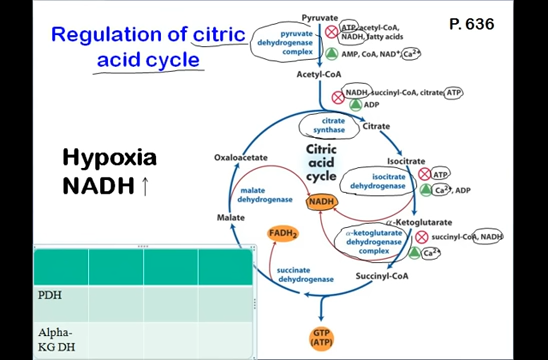 Regulation of citric
acid cycle
P. 636
Pyruvate
pyruvate
dehydrogenase
complex
ATP, acetyl-CoA,
NADH, fatty acids
AMP, CoA, NAD⁺, Ca²⁺
Acetyl-CoA
NADH, succinyl-CoA, citrate, ATP
ADP
citrate
synthase
Citrate
Oxaloacetate
Citric
acid
cycle
Isocitrate
isocitrate
dehydrogenase
ATP
Ca²⁺, ADP
Hypoxia
NADH ↑
malate
dehydrogenase
NADH
Malate
FADH₂
α-Ketoglutarate
α-ketoglutarate
dehydrogenase
complex
succinyl-CoA, NADH
Ca²⁺
succinate
dehydrogenase
Succinyl-CoA
GTP
(ATP)
PDH
Alpha-
KG DH